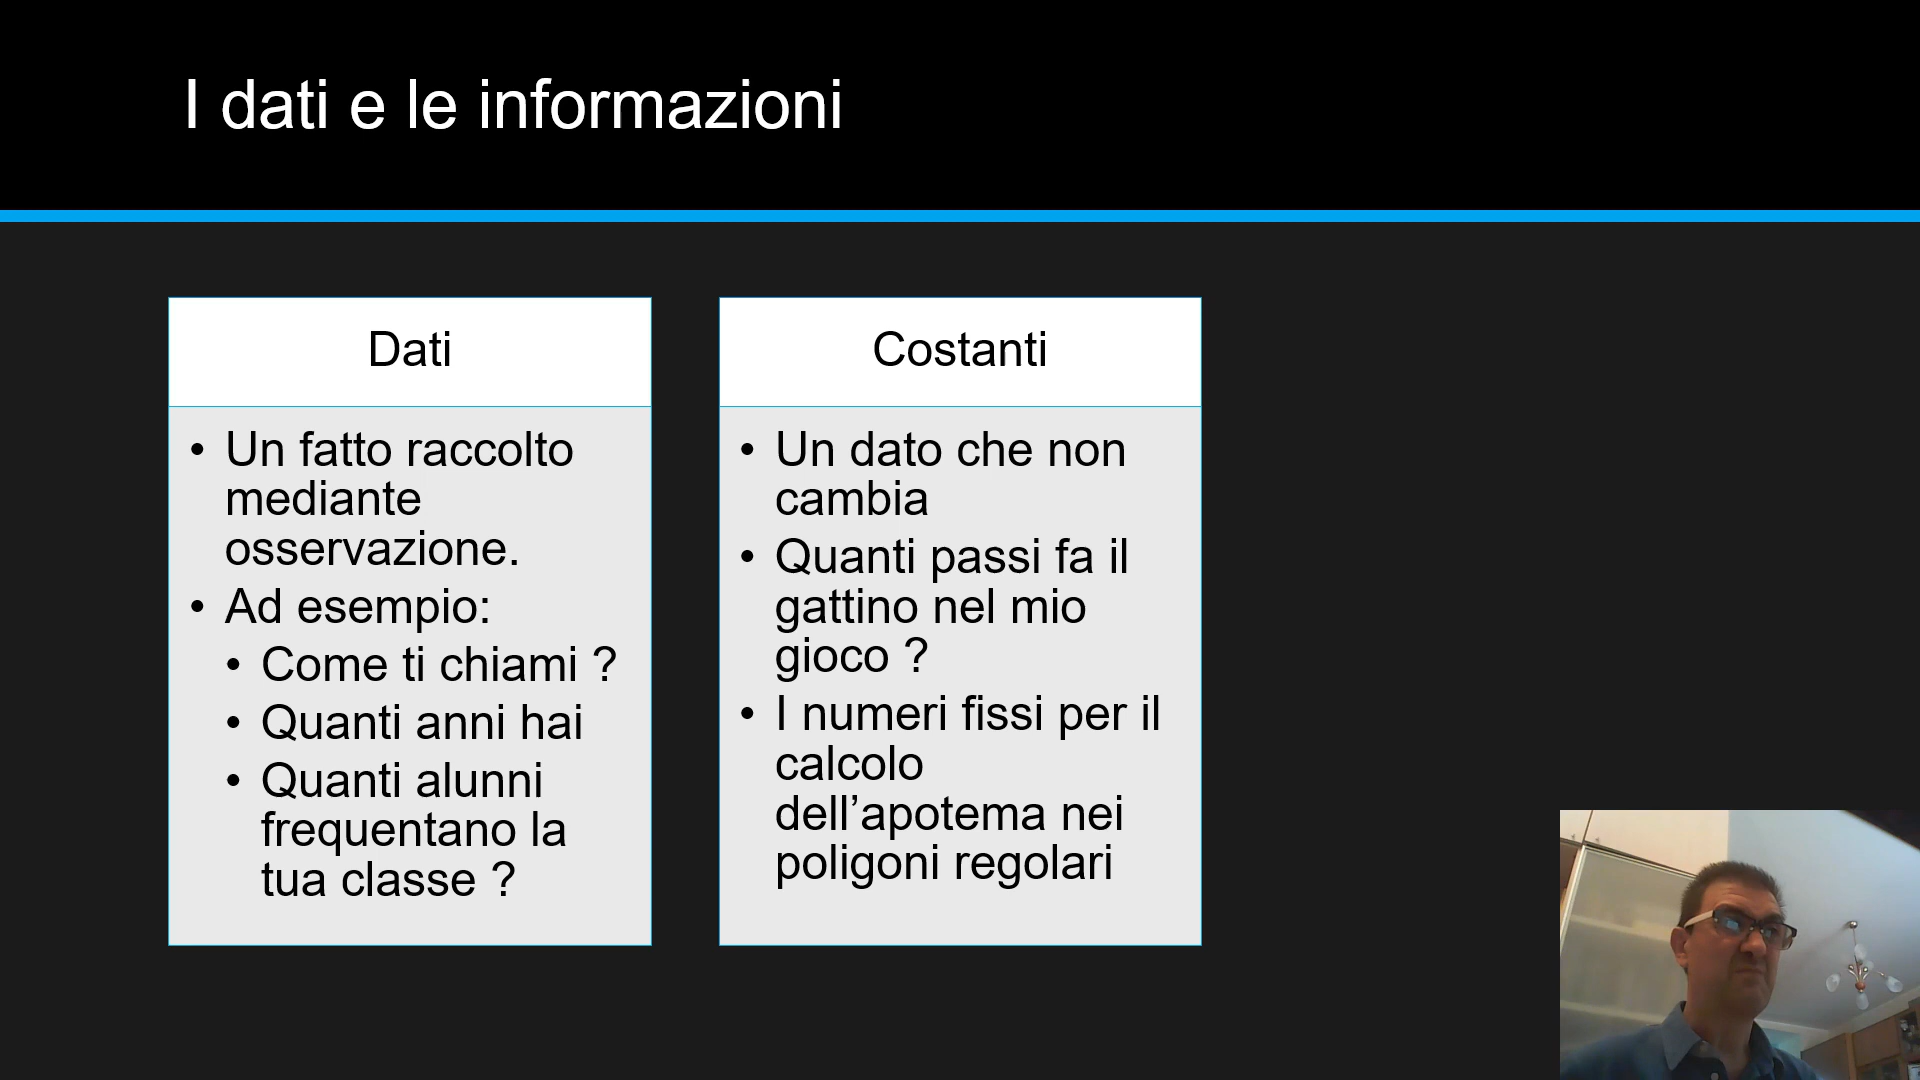 I dati e le informazioni
Dati
• Un fatto raccolto
mediante
osservazione.
• Ad esempio:
• Come ti chiami ?
• Quanti anni hai
• Quanti alunni
frequentano la
tua classe ?
Costanti
• Un dato che non
cambia
• Quanti passi fa il
gattino nel mio
gioco ?
• I numeri fissi per il
calcolo
dell’apotema nei
poligoni regolari